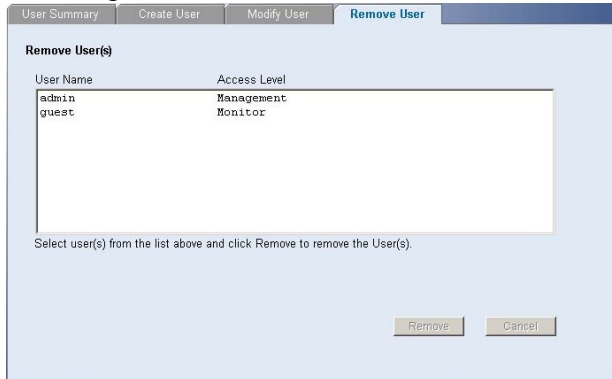 User Summary Create User Modify User Remove User
Remove User(s)
User Name Access Level
admin Management
guest Monitor
Select user(s) from the list above and click Remove to remove the User(s).
Remove Cancel